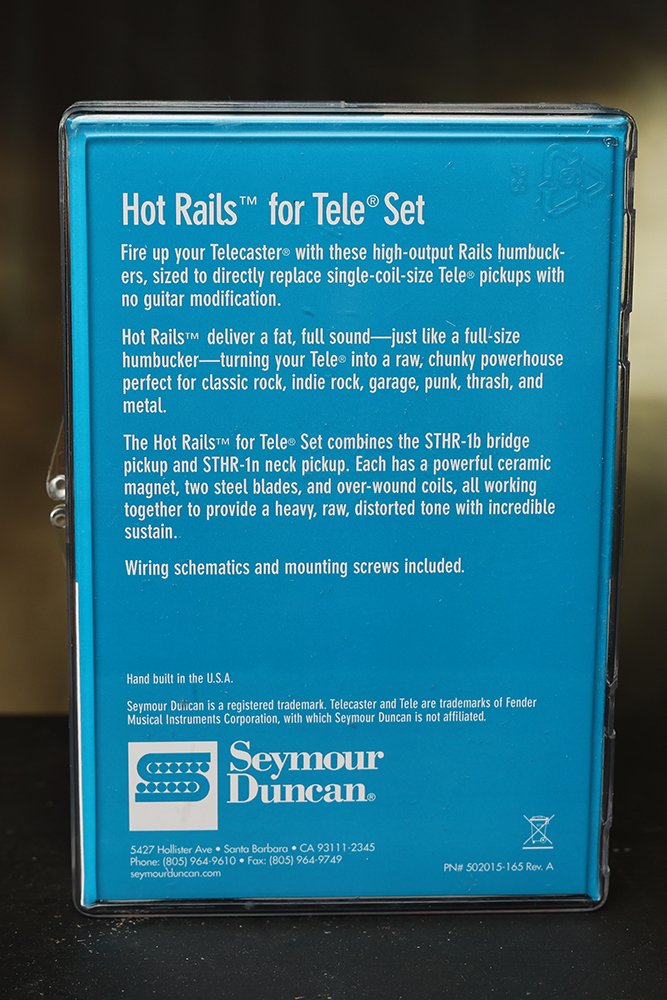 Hot Rails™ for Tele® Set
Fire up your Telecaster® with these high-output Rails humbuck-
ers, sized to directly replace single-coil-size Tele® pickups with
no guitar modification.
Hot Rails™ deliver a fat, full sound—just like a full-size
humbucker—turning your Tele® into a raw, chunky powerhouse
perfect for classic rock, indie rock, garage, punk, thrash, and
metal.
The Hot Rails™ for Tele® Set combines the STHR-1b bridge
pickup and STHR-1n neck pickup. Each has a powerful ceramic
magnet, two steel blades, and over-wound coils, all working
together to provide a heavy, raw, distorted tone with incredible
sustain.
Wiring schematics and mounting screws included.
Hand built in the U.S.A.
Seymour Duncan is a registered trademark. Telecaster and Tele are trademarks of Fender
Musical Instruments Corporation, with which Seymour Duncan is not affiliated.
Seymour
Duncan®
5427 Hollister Ave • Santa Barbara • CA 93111-2345
Phone: (805) 964-9610 • Fax: (805) 964-9749
seymourduncan.com
PN# 502015-165 Rev. A